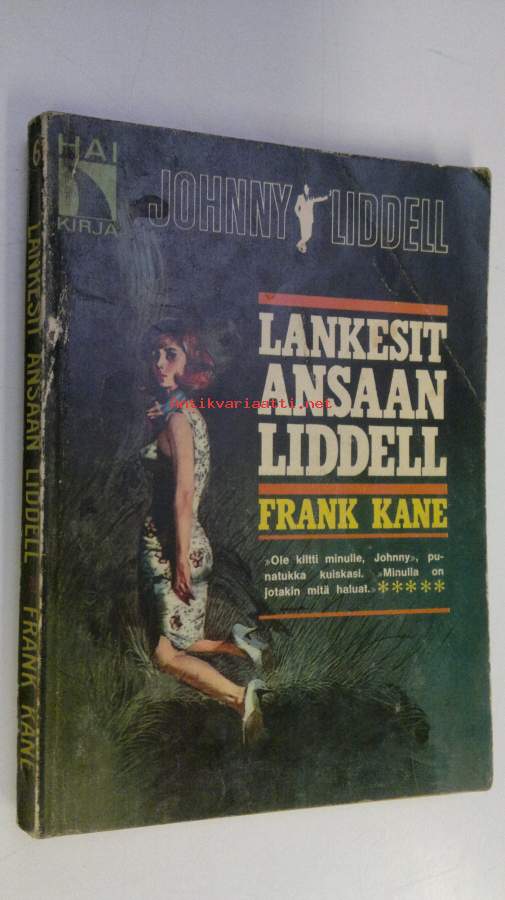 HAI
KIRJA
JOHNNY LIDDELL
LANKESIT
ANSAAN
LIDDELL
FRANK KANE
»Ole kiltti minulle, Johnny», pu-
natukka kuiskasi. »Minulla on
jotakin mitä haluat.» *****
antikvariaatti.net
6 LANKESIT ANSAAN LIDDELL FRANK KANE